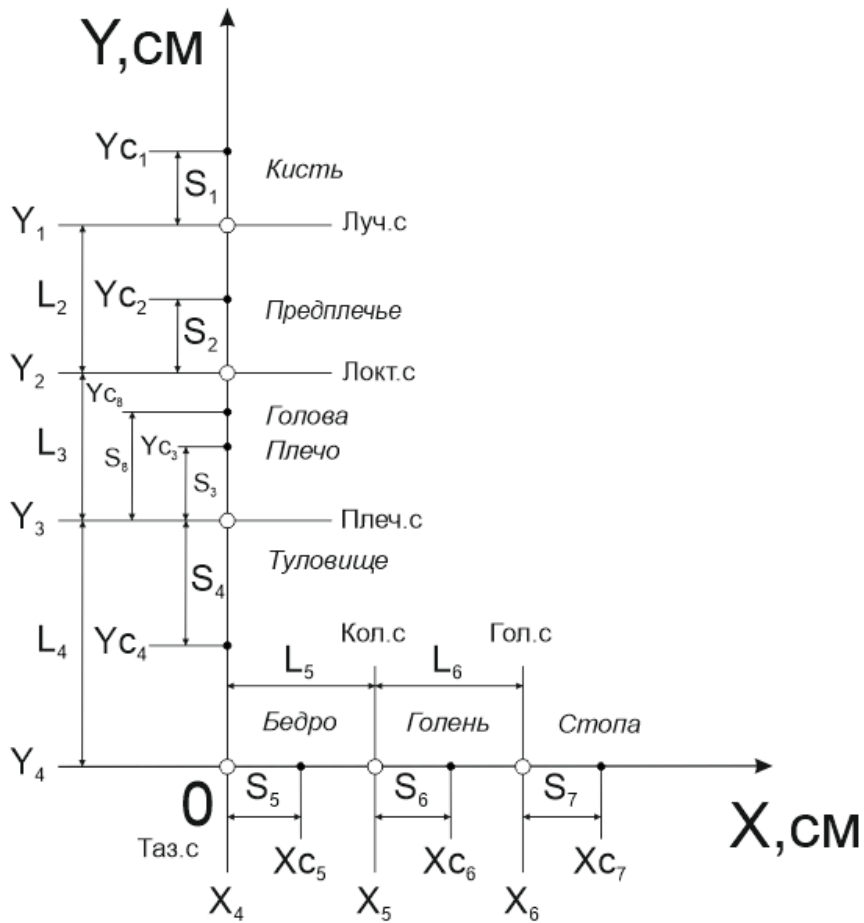 Y,см
Yc₁
Кисть
S₁
Y₁
Луч.с
L₂
Yc₂
Предплечье
S₂
Y₂
Локт.с
Yc₈
Голова
L₃
S₈
Yc₃
Плечо
S₃
Y₃
Плеч.с
Туловище
S₄
L₄
Yc₄
Кол.с
Гол.с
L₅
L₆
Бедро
Голень
Стопа
Y₄
0
S₅
S₆
S₇
X,см
Таз.с
Xc₅
Xc₆
Xc₇
X₄
X₅
X₆